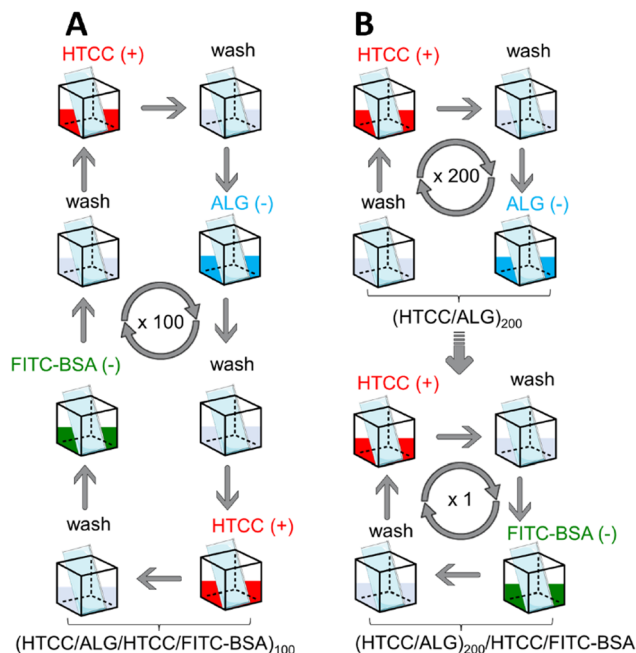 A
HTCC (+)
wash
wash
ALG (-)
x 100
FITC-BSA (-)
wash
wash
HTCC (+)
(HTCC/ALG/HTCC/FITC-BSA)₁₀₀
B
HTCC (+)
wash
x 200
wash
ALG (-)
(HTCC/ALG)₂₀₀
HTCC (+)
wash
x 1
wash
FITC-BSA (-)
(HTCC/ALG)₂₀₀/HTCC/FITC-BSA